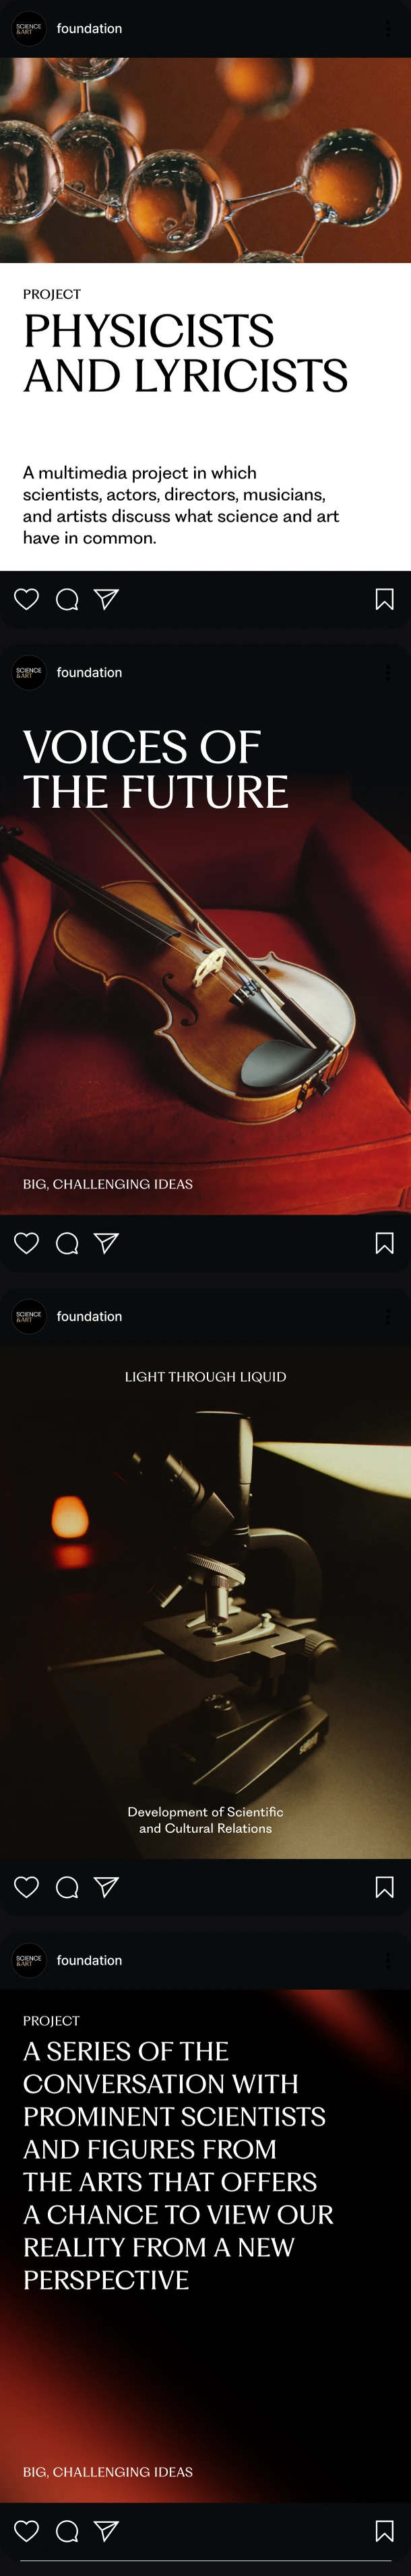 SCIENCE
&ART
foundation
PROJECT
PHYSICISTS
AND LYRICISTS
A multimedia project in which
scientists, actors, directors, musicians,
and artists discuss what science and art
have in common.
SCIENCE
&ART
foundation
VOICES OF
THE FUTURE
BIG, CHALLENGING IDEAS
SCIENCE
&ART
foundation
LIGHT THROUGH LIQUID
Development of Scientific
and Cultural Relations
SCIENCE
&ART
foundation
PROJECT
A SERIES OF THE
CONVERSATION WITH
PROMINENT SCIENTISTS
AND FIGURES FROM
THE ARTS THAT OFFERS
A CHANCE TO VIEW OUR
REALITY FROM A NEW
PERSPECTIVE
BIG, CHALLENGING IDEAS